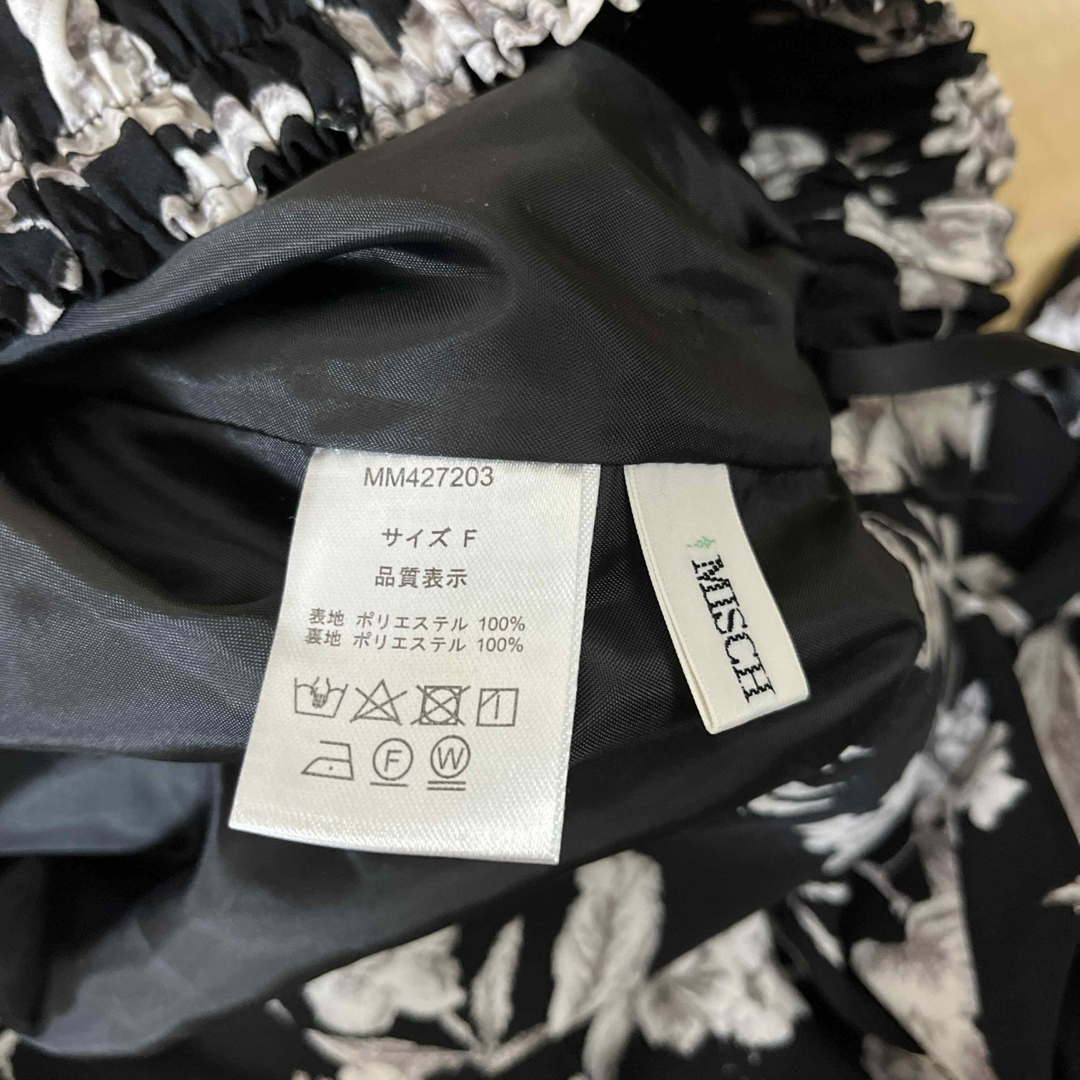 MM427203
サイズ F
品質表示
表地 ポリエステル 100%
裏地 ポリエステル 100%
F W
MISCH